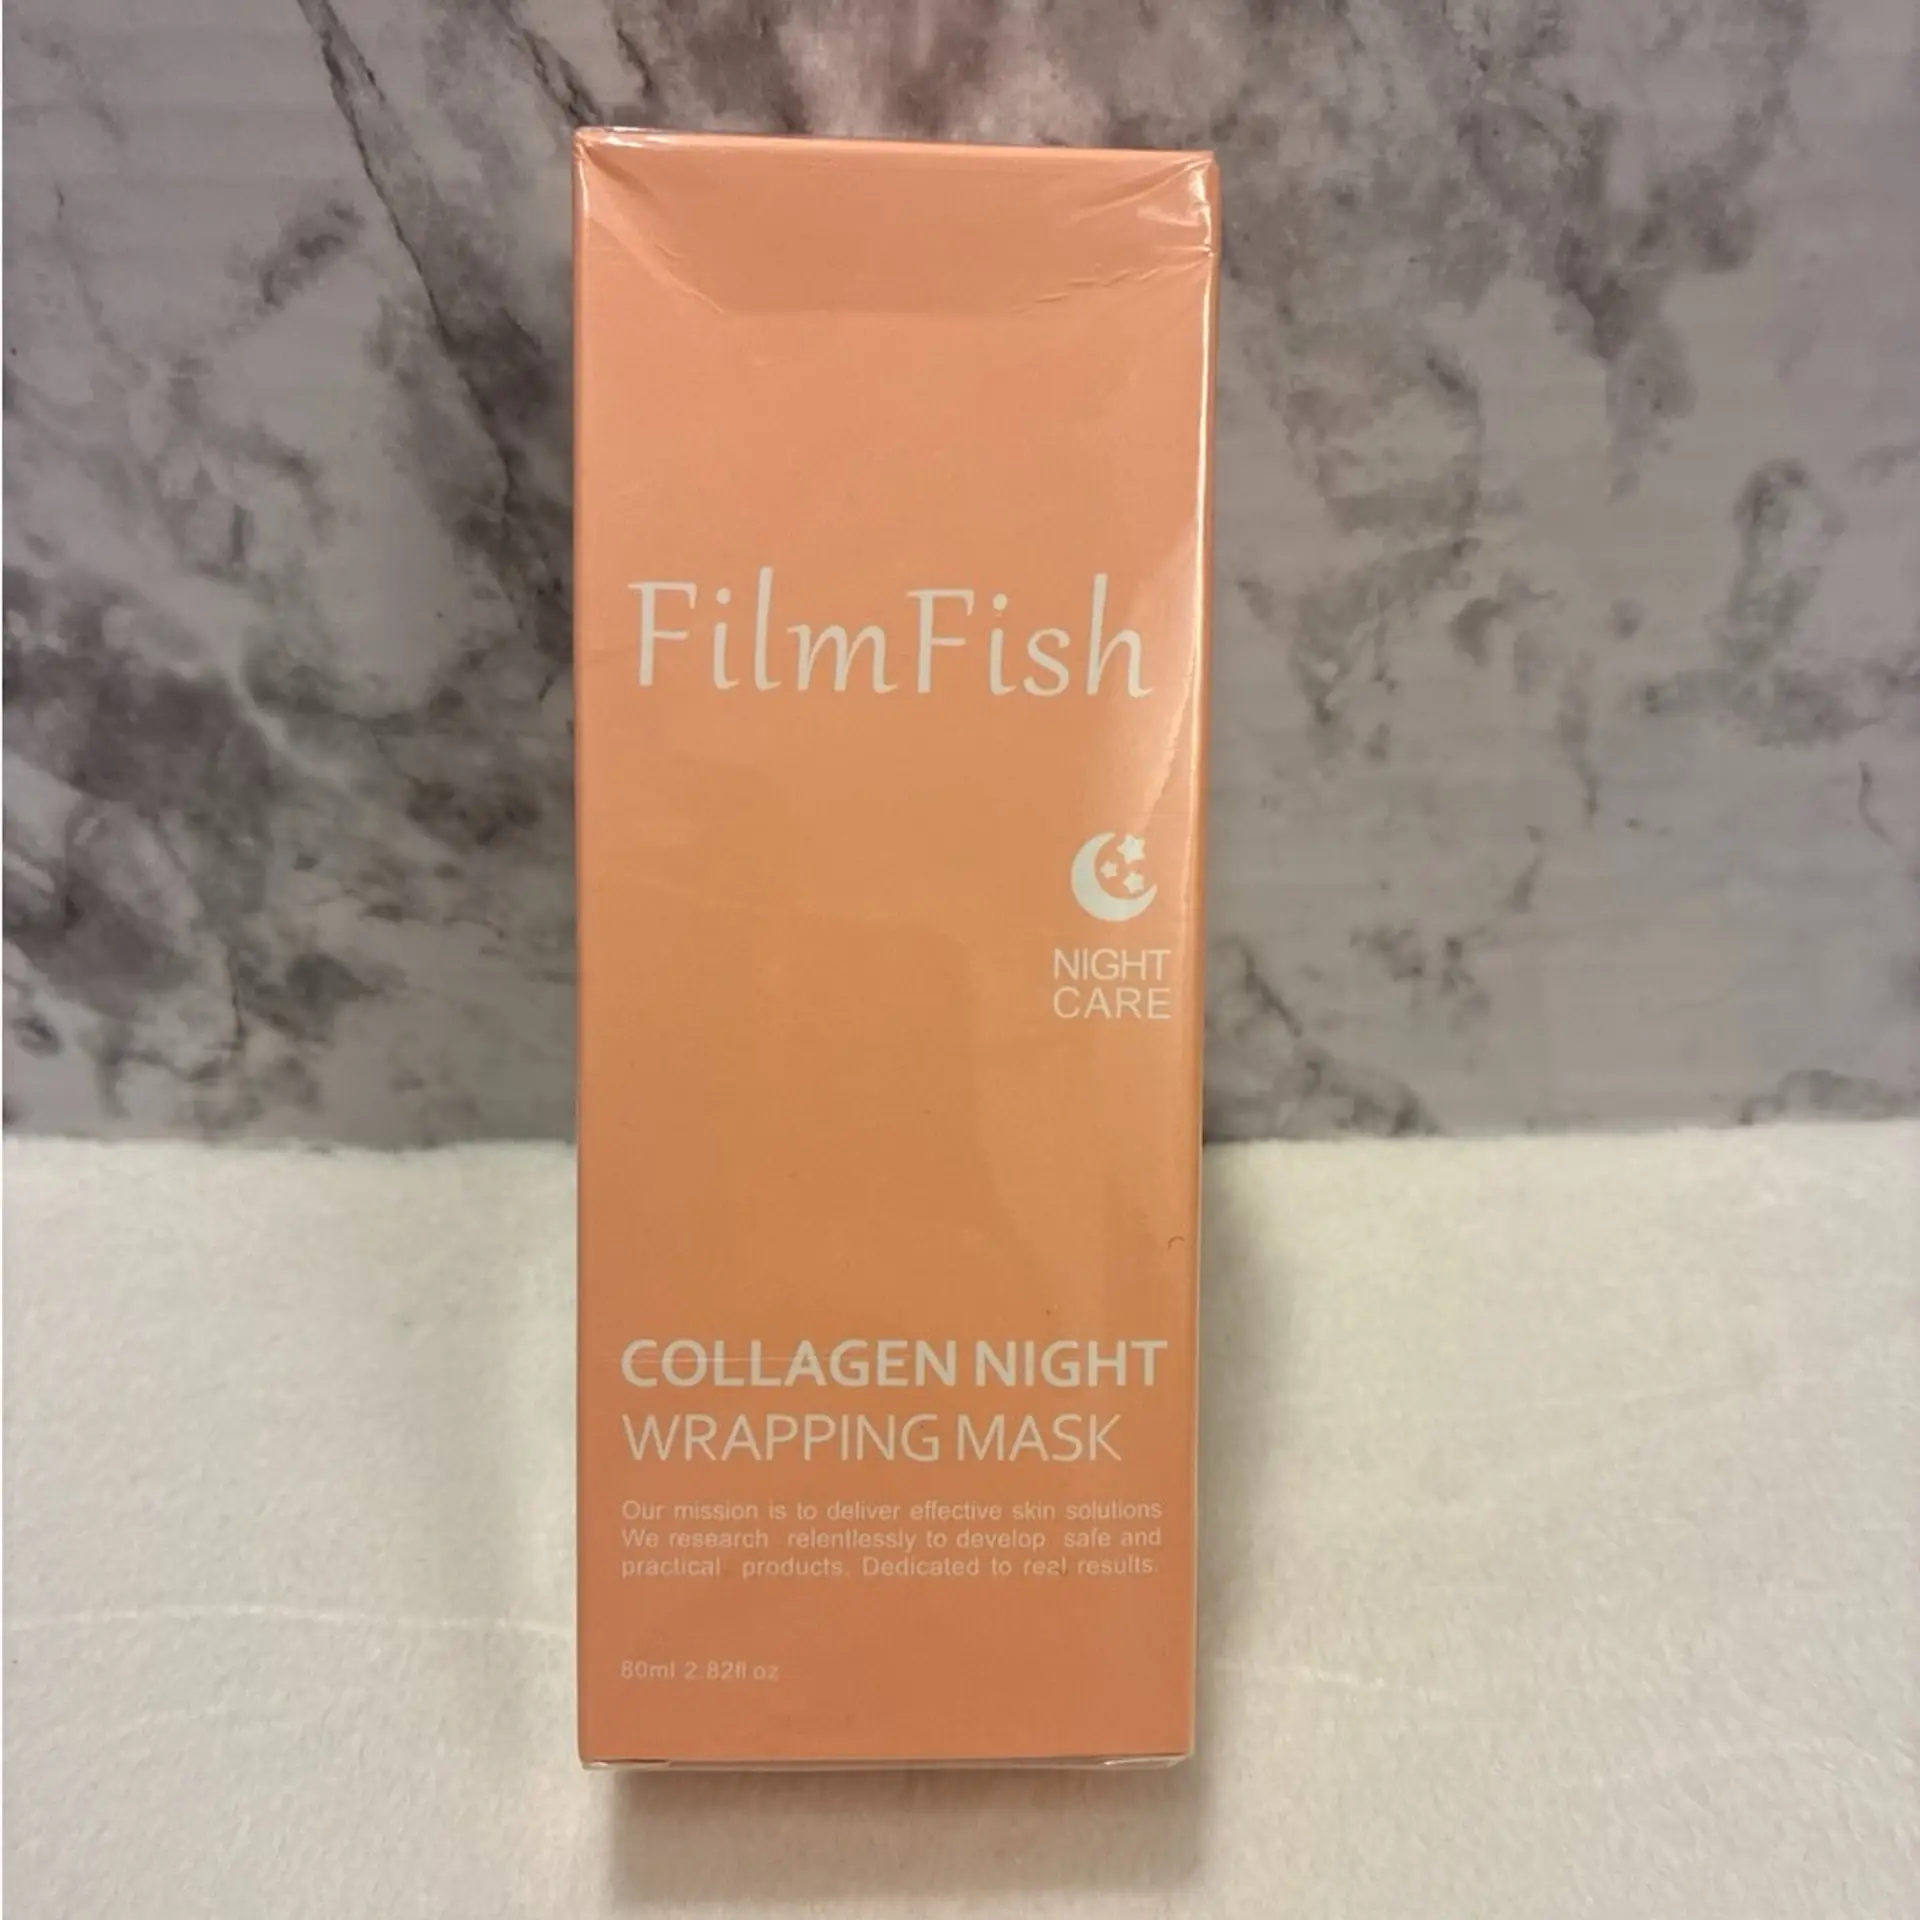 FilmFish
NIGHT
CARE
COLLAGEN NIGHT
WRAPPING MASK
Our mission is to deliver effective skin solutions
We research relentlessly to develop safe and
practical products. Dedicated to real results.
80ml 2.82fl oz